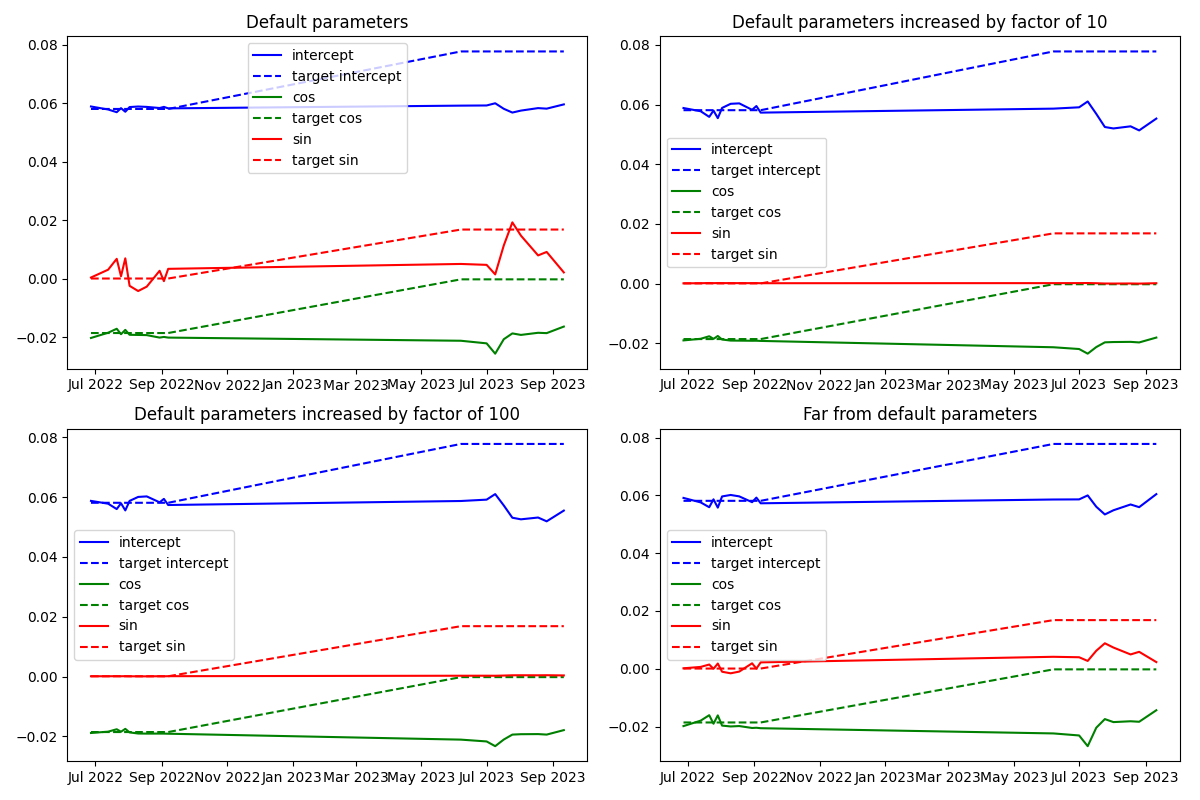 Default parameters
0.08
0.06
0.04
0.02
0.00
−0.02
intercept
target intercept
cos
target cos
sin
target sin
Jul 2022 Sep 2022 Nov 2022 Jan 2023 Mar 2023 May 2023 Jul 2023 Sep 2023
Default parameters increased by factor of 10
0.08
0.06
0.04
0.02
0.00
−0.02
intercept
target intercept
cos
target cos
sin
target sin
Jul 2022 Sep 2022 Nov 2022 Jan 2023 Mar 2023 May 2023 Jul 2023 Sep 2023
Default parameters increased by factor of 100
0.08
0.06
0.04
0.02
0.00
−0.02
intercept
target intercept
cos
target cos
sin
target sin
Jul 2022 Sep 2022 Nov 2022 Jan 2023 Mar 2023 May 2023 Jul 2023 Sep 2023
Far from default parameters
0.08
0.06
0.04
0.02
0.00
−0.02
intercept
target intercept
cos
target cos
sin
target sin
Jul 2022 Sep 2022 Nov 2022 Jan 2023 Mar 2023 May 2023 Jul 2023 Sep 2023